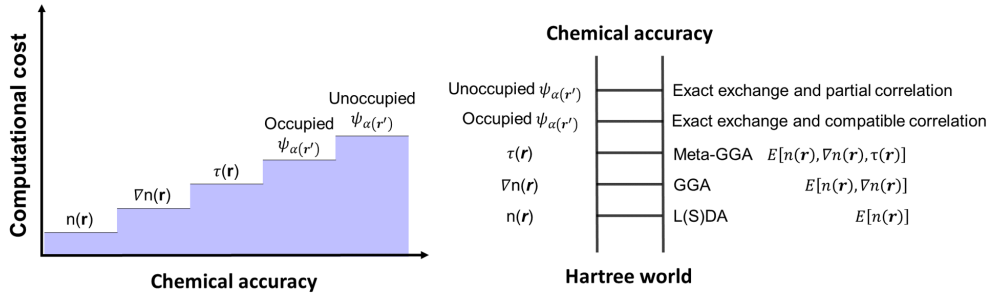 Computational cost
n(r)
∇n(r)
τ(r)
Occupied
ψα(r′)
Unoccupied
ψα(r′)
Chemical accuracy
Chemical accuracy
Unoccupied ψα(r′) Exact exchange and partial correlation
Occupied ψα(r′) Exact exchange and compatible correlation
τ(r) Meta-GGA E[n(r),∇n(r),τ(r)]
∇n(r) GGA E[n(r),∇n(r)]
n(r) L(S)DA E[n(r)]
Hartree world